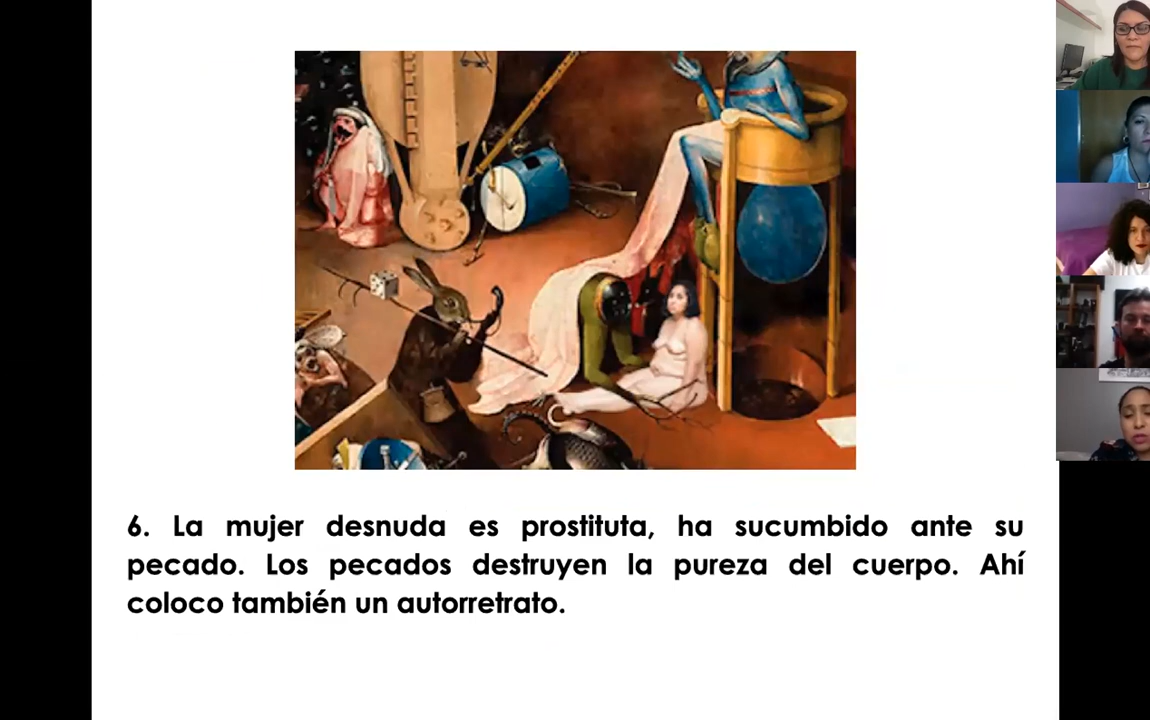 6. La mujer desnuda es prostituta, ha sucumbido ante su
pecado. Los pecados destruyen la pureza del cuerpo. Ahí
coloco también un autorretrato.